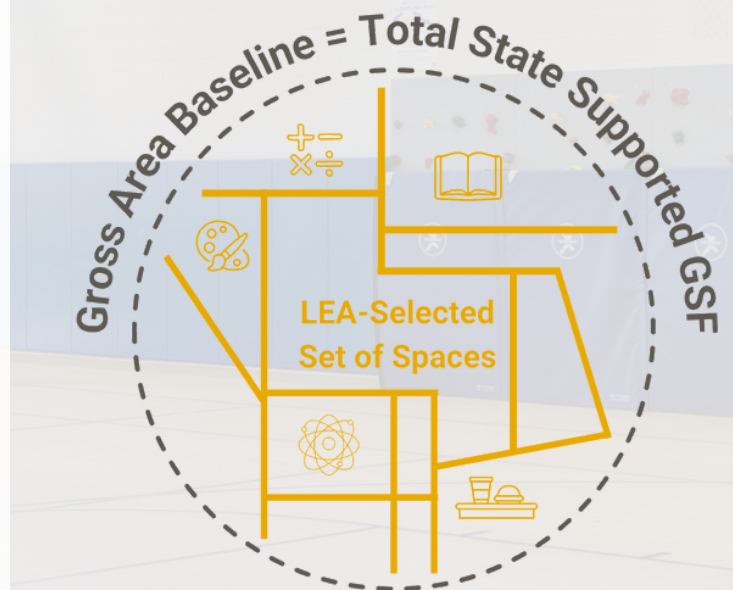 Gross Area Baseline = Total State Supported GSF
LEA-Selected
Set of Spaces